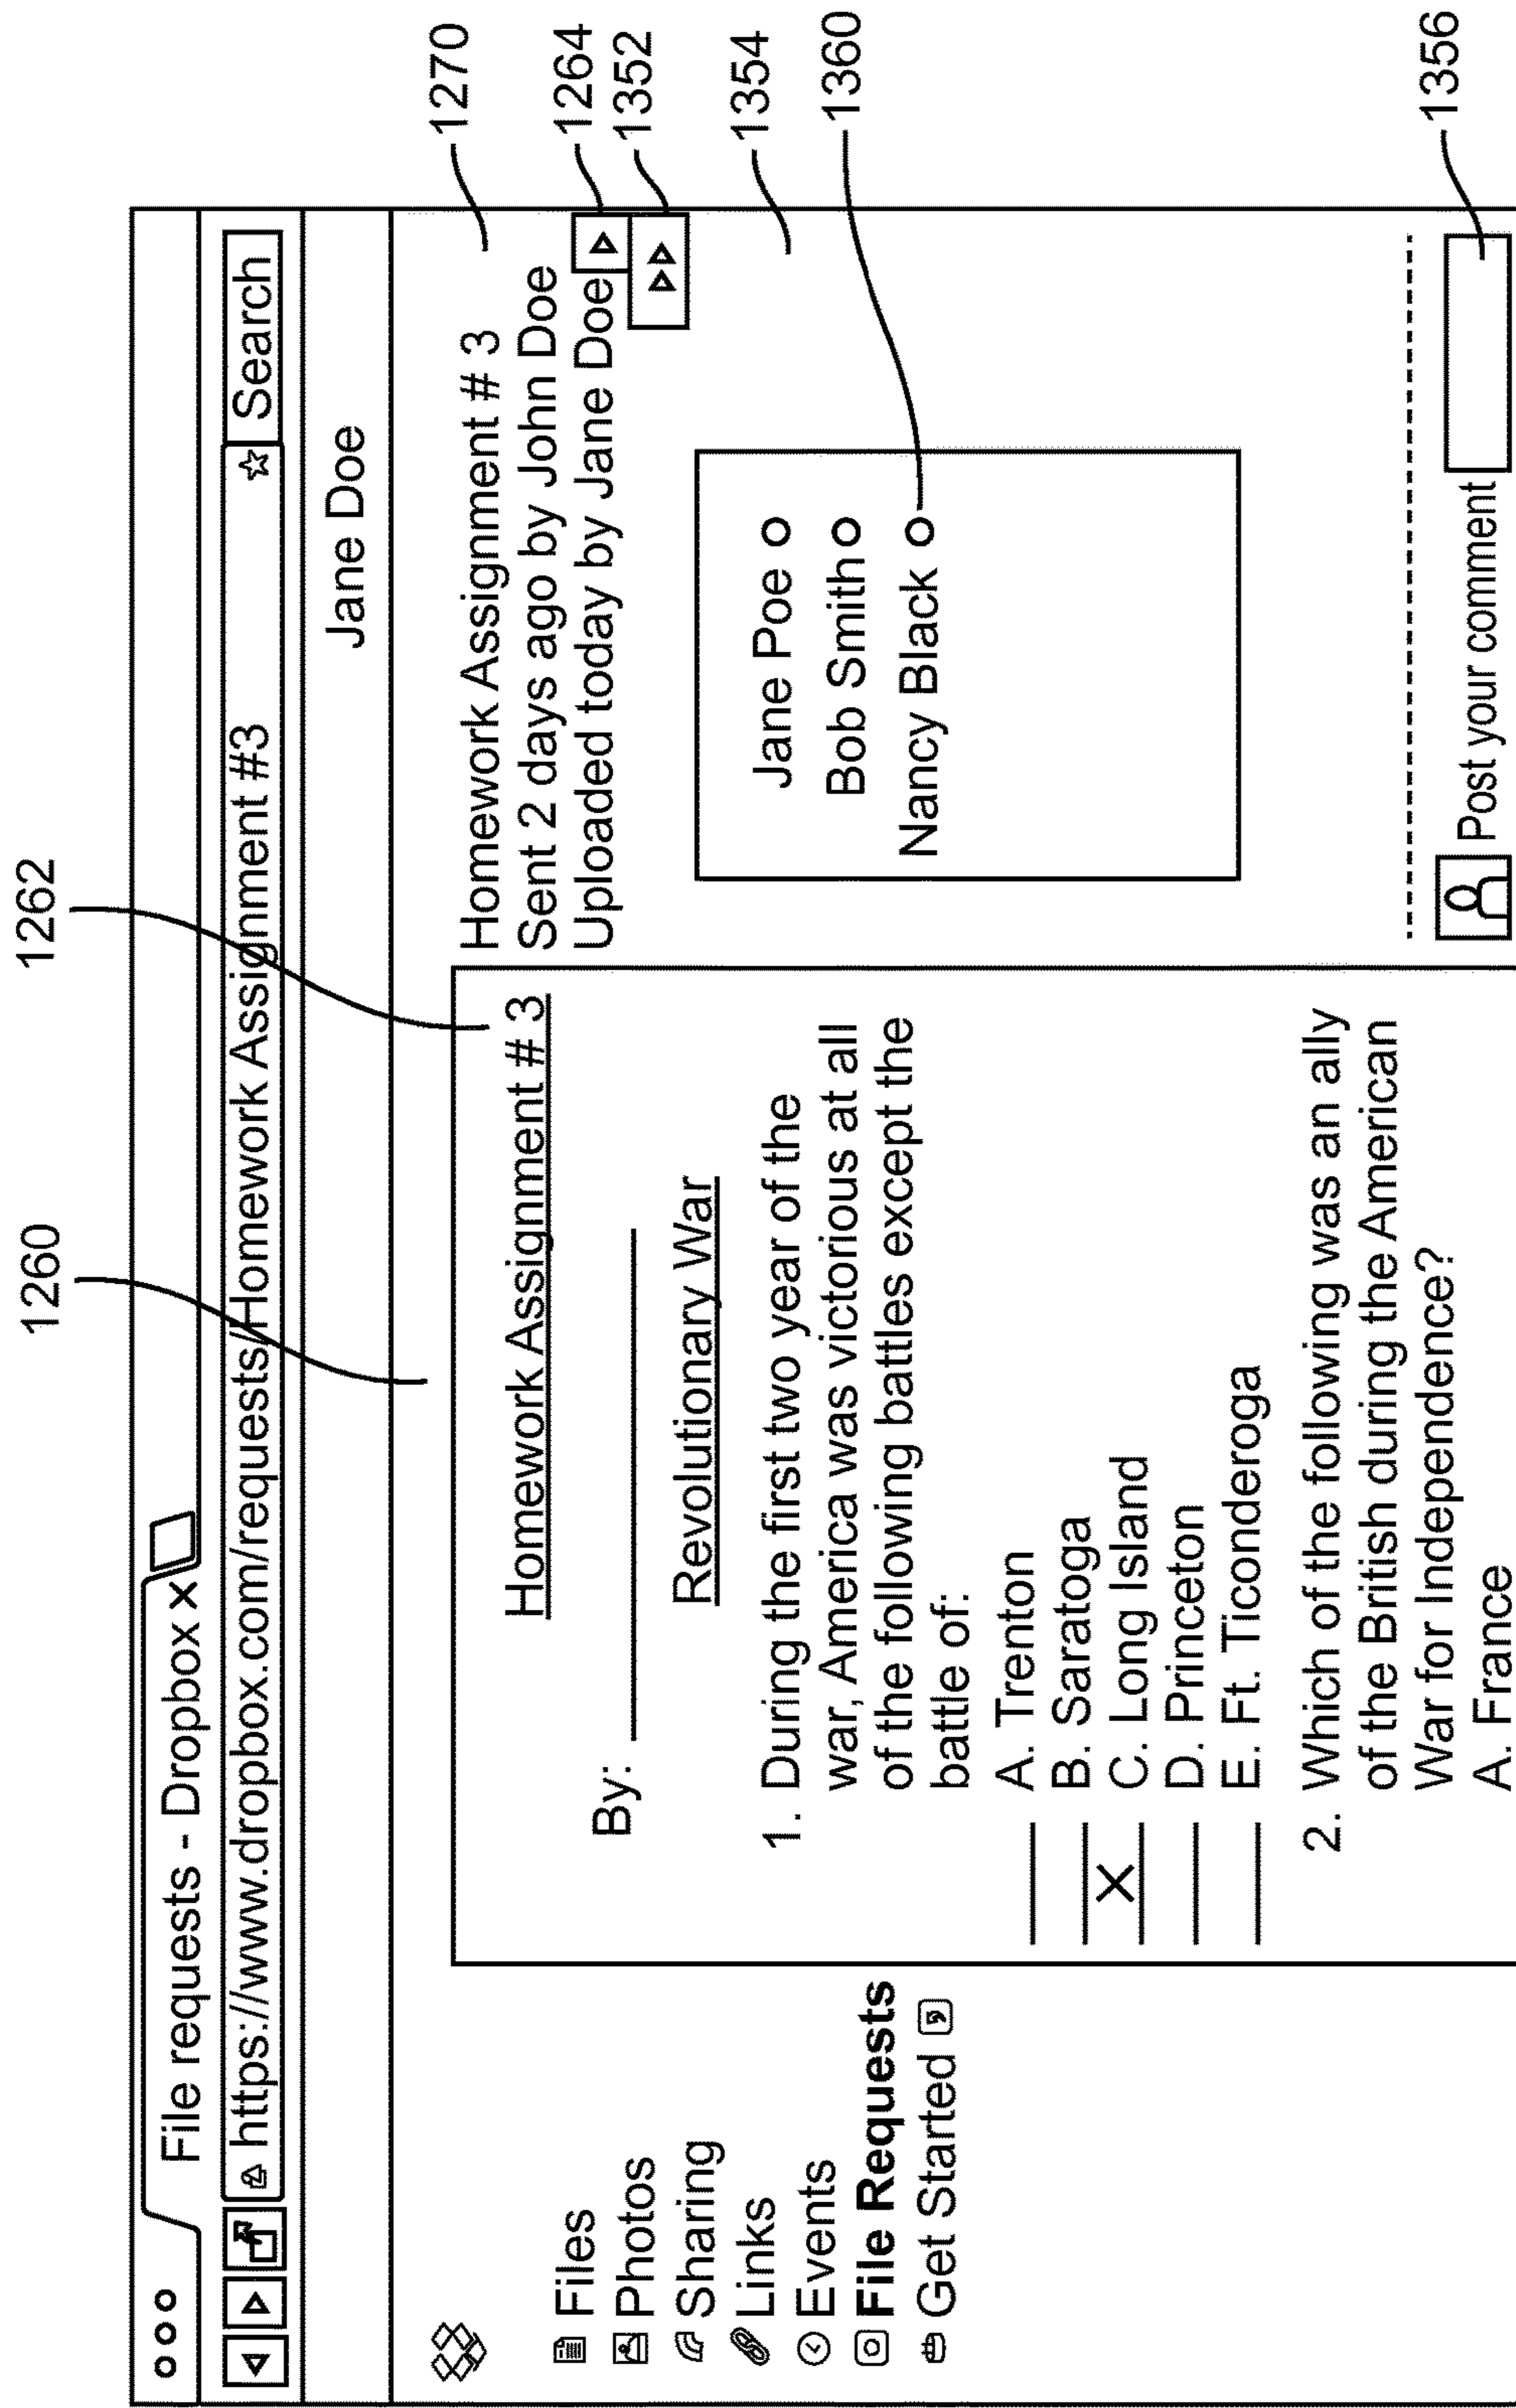 1260
1262
File requests - Dropbox X
https://www.dropbox.com/requests/Homework Assignment #3
Search
Jane Doe
Files
Photos
Sharing
Links
Events
File Requests
Get Started
Homework Assignment # 3
By:
Revolutionary War
1. During the first two year of the
war, America was victorious at all
of the following battles except the
battle of:
A. Trenton
B. Saratoga
X C. Long Island
D. Princeton
E. Ft. Ticonderoga
2. Which of the following was an ally
of the British during the American
War for Independence?
A. France
Homework Assignment # 3
Sent 2 days ago by John Doe
Uploaded today by Jane Doe
Jane Poe
Bob Smith
Nancy Black
Post your comment
1270
1264
1352
1354
1360
1356